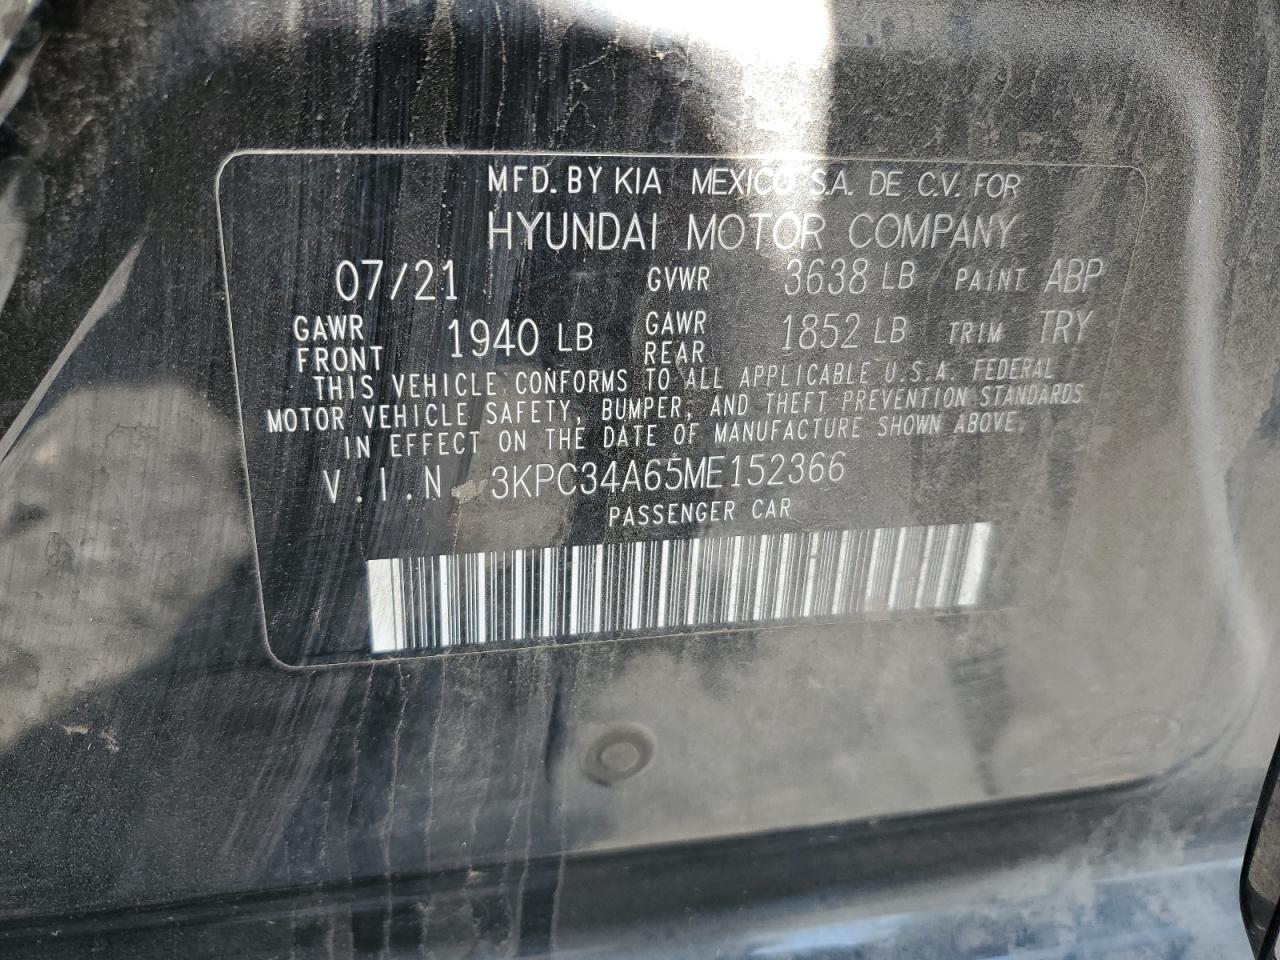 MFD. BY KIA MEXICO S.A. DE C.V. FOR
HYUNDAI MOTOR COMPANY
07/21 GVWR 3638 LB PAINT ABP
GAWR FRONT 1940 LB GAWR REAR 1852 LB TRIM TRY
THIS VEHICLE CONFORMS TO ALL APPLICABLE U.S.A. FEDERAL
MOTOR VEHICLE SAFETY, BUMPER, AND THEFT PREVENTION STANDARDS
IN EFFECT ON THE DATE OF MANUFACTURE SHOWN ABOVE.
V.I.N 3KPC34A65ME152366
PASSENGER CAR